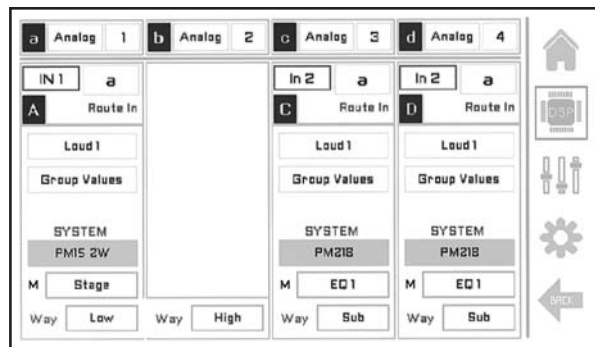 a Analog 1 b Analog 2 c Analog 3 d Analog 4
IN 1 a In 2 a In 2 a
A Route In C Route In D Route In
Loud 1 Loud 1 Loud 1
Group Values Group Values Group Values
SYSTEM SYSTEM SYSTEM
PM15 2W PM218 PM218
M Stage M EQ 1 M EQ 1
Way Low Way High Way Sub Way Sub
DSP
BACK